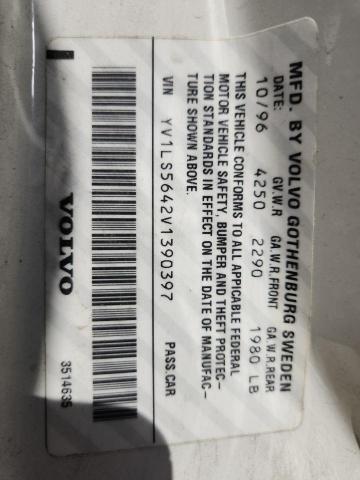 MFD. BY VOLVO GOTHENBURG SWEDEN
DATE: GV.W.R GA.W.R.FRONT GA.W.R.REAR
10/96 4250 2290 1980 LB
THIS VEHICLE CONFORMS TO ALL APPLICABLE FEDERAL
MOTOR VEHICLE SAFETY, BUMPER AND THEFT PROTEC-
TION STANDARDS IN EFFECT ON THE DATE OF MANUFAC-
TURE SHOWN ABOVE.
VIN YV1LS5642V1390397 PASS.CAR
VOLVO 3514635